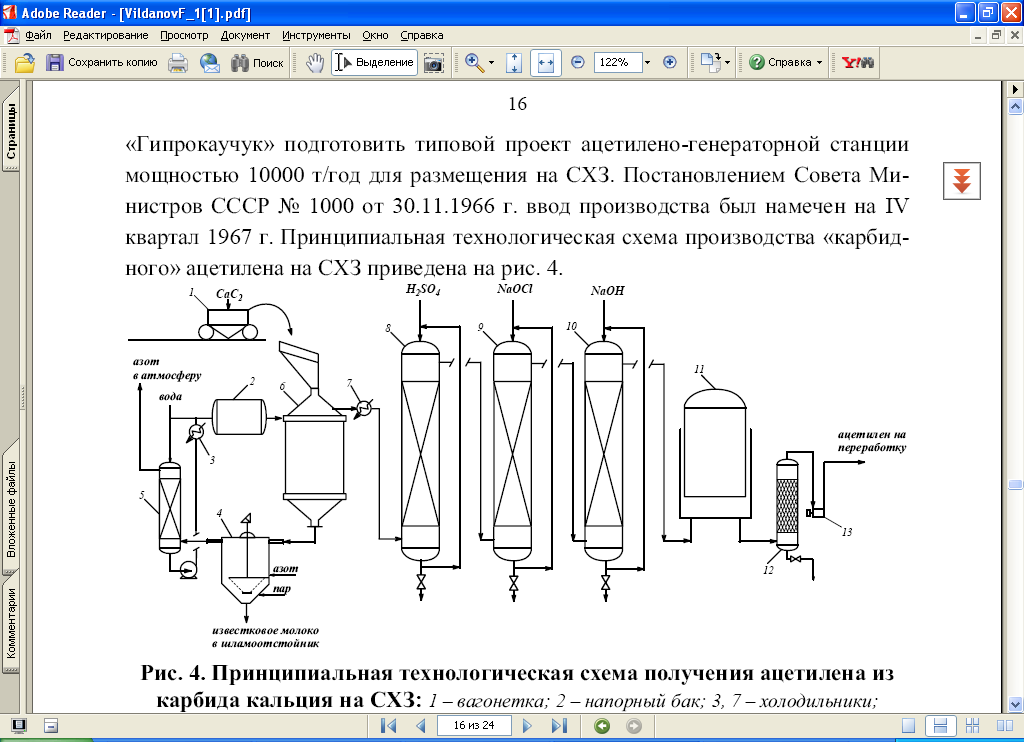 Adobe Reader - [VildanovF_1[1].pdf]
Файл Редактирование Просмотр Документ Инструменты Окно Справка
Сохранить копию Поиск Выделение 122% Справка Y!
Страницы
Вложенные файлы
Комментарии
16
«Гипрокаучук» подготовить типовой проект ацетилено-генераторной станции
мощностью 10000 т/год для размещения на СХЗ. Постановлением Совета Ми-
нистров СССР № 1000 от 30.11.1966 г. ввод производства был намечен на IV
квартал 1967 г. Принципиальная технологическая схема производства «карбид-
ного» ацетилена на СХЗ приведена на рис. 4.
1 CaC2
H2SO4 NaOCl NaOH
8 9 10
азот
в атмосферу
вода
2 6 7 11
3
ацетилен на
переработку
5 4
13
12
азот
пар
известковое молоко
в шламоотстойник
Рис. 4. Принципиальная технологическая схема получения ацетилена из
карбида кальция на СХЗ: 1 – вагонетка; 2 – напорный бак; 3, 7 – холодильники;
16 из 24